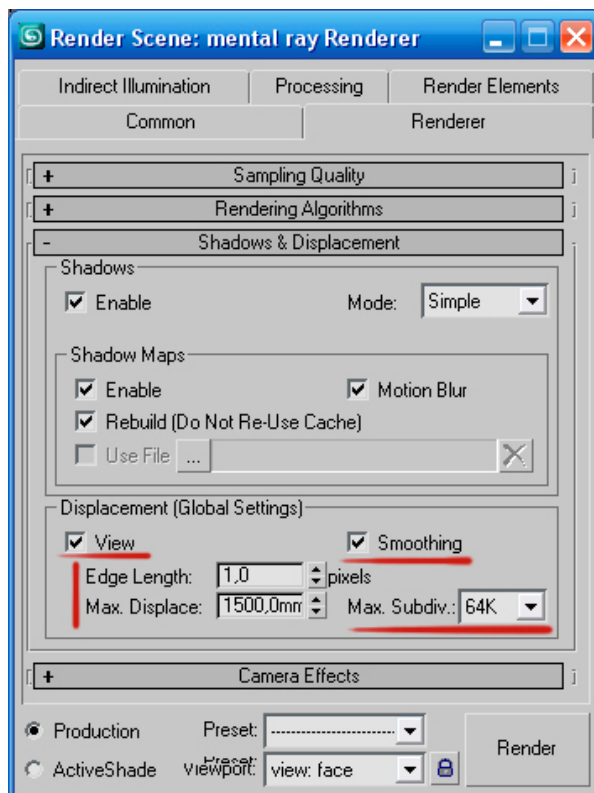 Render Scene: mental ray Renderer
Indirect Illumination Processing Render Elements
Common Renderer
+ Sampling Quality
+ Rendering Algorithms
- Shadows & Displacement
Shadows
Enable Mode: Simple
Shadow Maps
Enable Motion Blur
Rebuild (Do Not Re-Use Cache)
Use File ...
Displacement (Global Settings)
View Smoothing
Edge Length: 1,0 pixels
Max. Displace: 1500,0mm Max. Subdiv.: 64K
+ Camera Effects
Production Preset: --------------------
ActiveShade Viewport: view: face
Render